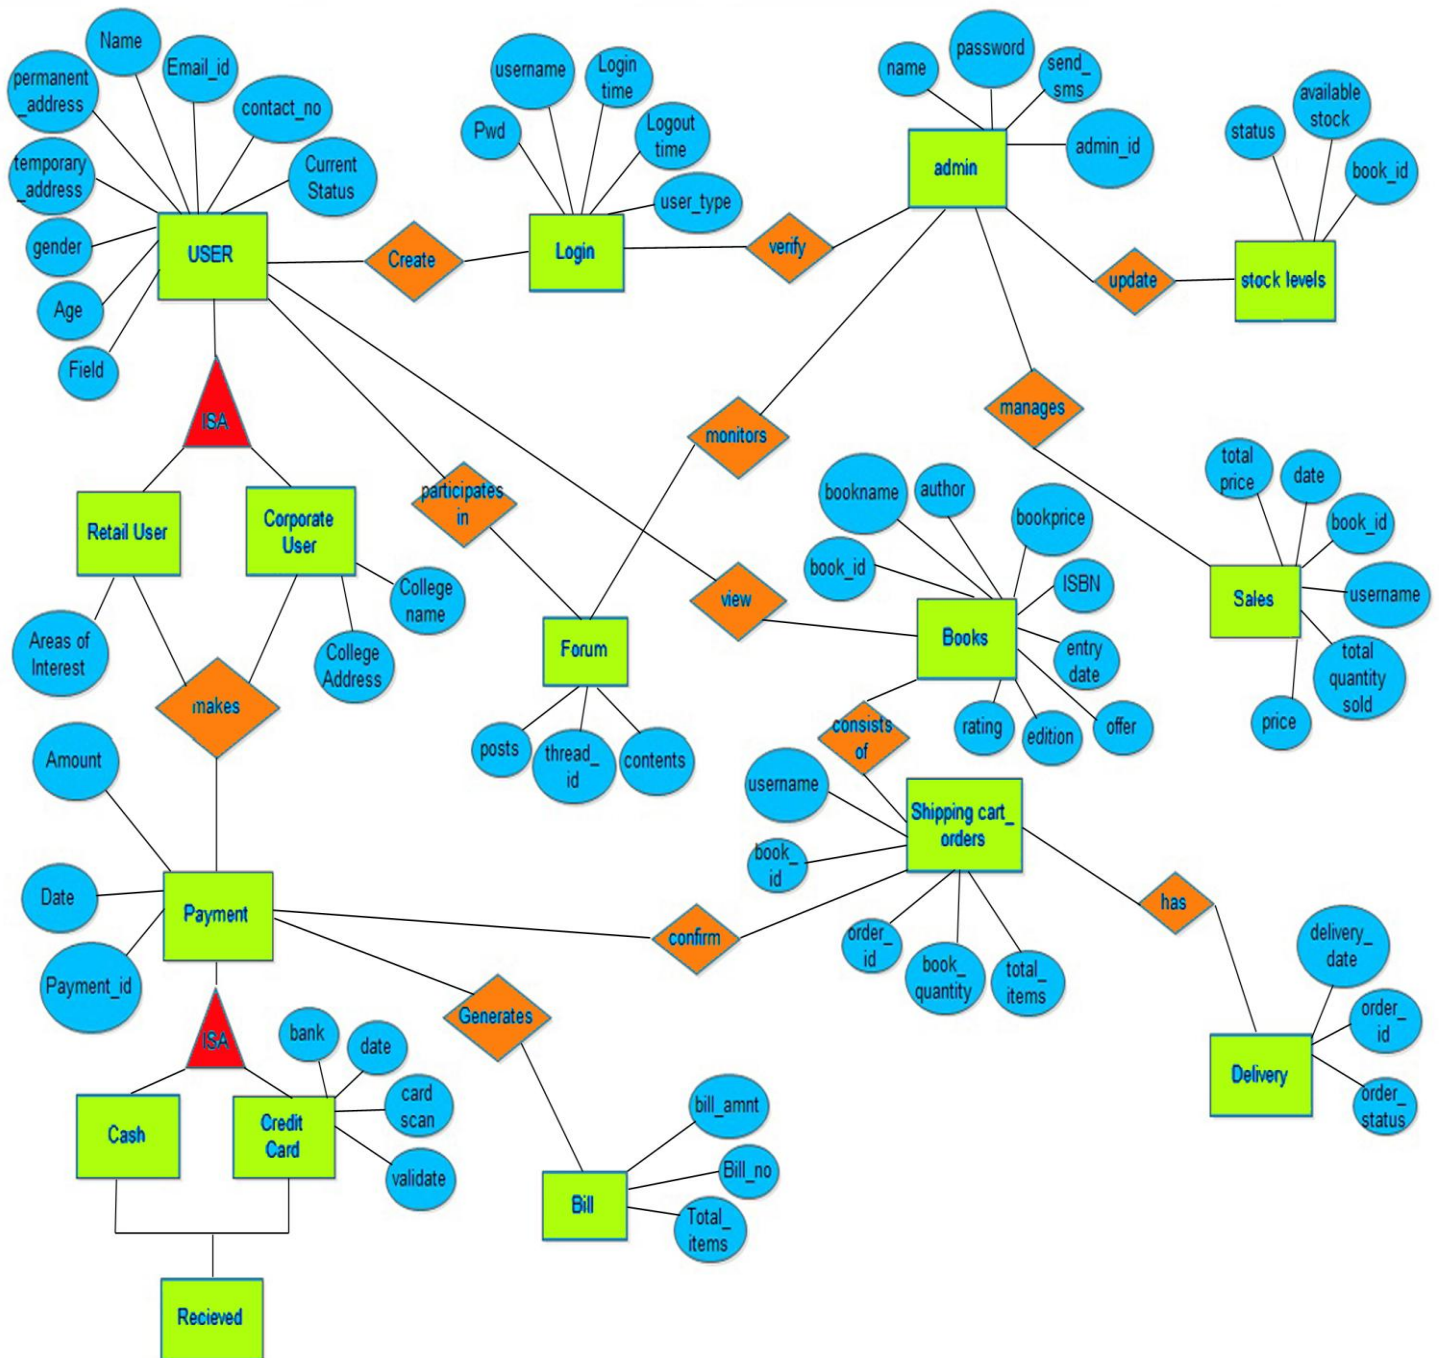 Name
Email_id
permanent
_address
contact_no
temporary
_address
Current
Status
gender
USER
Age
Field
ISA
Create
Pwd
username
Login
time
Logout
time
user_type
Login
verify
name
password
send_
sms
admin_id
admin
status
available
stock
book_id
update
stock levels
monitors
manages
participates
in
view
Retail User
Corporate
User
Areas of
Interest
College
name
College
Address
makes
Forum
posts
thread_
id
contents
bookname
author
bookprice
book_id
ISBN
Books
entry
date
rating
edition
offer
total
price
date
book_id
username
Sales
total
quantity
sold
price
consists
of
username
Shipping cart_
orders
book_
id
order_
id
book_
quantity
total_
items
has
Amount
Date
Payment
Payment_id
confirm
Generates
ISA
bank
date
card
scan
validate
Cash
Credit
Card
Recieved
bill_amnt
Bill_no
Total_
items
Bill
delivery_
date
order_
id
order_
status
Delivery